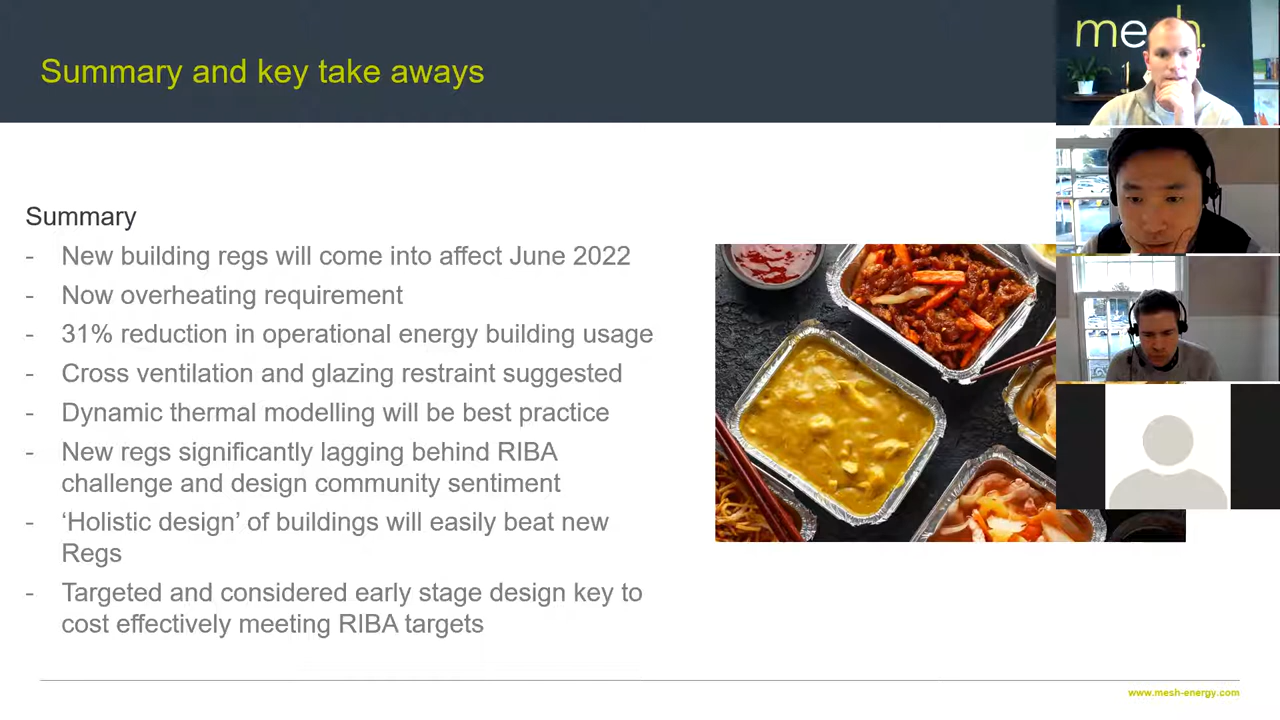 Summary and key take aways
mesh.
Summary
- New building regs will come into affect June 2022
- Now overheating requirement
- 31% reduction in operational energy building usage
- Cross ventilation and glazing restraint suggested
- Dynamic thermal modelling will be best practice
- New regs significantly lagging behind RIBA
challenge and design community sentiment
- ‘Holistic design’ of buildings will easily beat new
Regs
- Targeted and considered early stage design key to
cost effectively meeting RIBA targets
www.mesh-energy.com